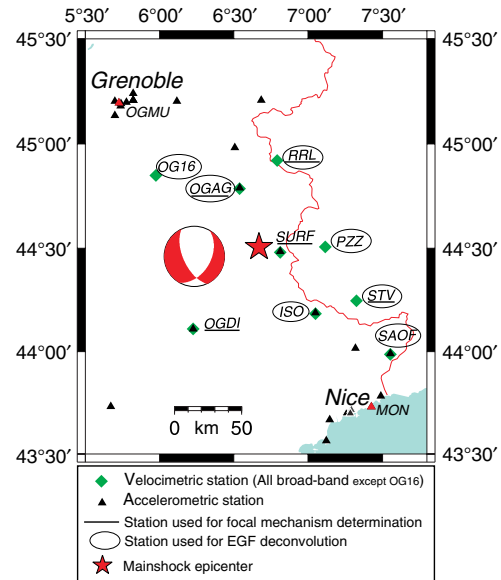 5˚30' 6˚00' 6˚30' 7˚00' 7˚30'
45˚30' 45˚30'
Grenoble
OGMU
45˚00' 45˚00'
OG16 RRL
OGAG
44˚30' SURF PZZ 44˚30'
STV
ISO
OGDI
SAOF
44˚00' 44˚00'
Nice
MON
0 km 50
43˚30' 43˚30'
Velocimetric station (All broad-band except OG16)
Accelerometric station
Station used for focal mechanism determination
Station used for EGF deconvolution
Mainshock epicenter